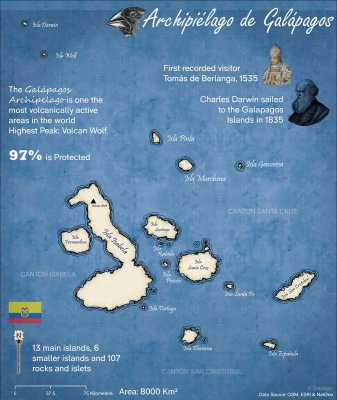 Archipiélago de Galápagos
Isla Darwin
Isla Wolf
First recorded visitor
Tomás de Berlanga, 1535
The Galápagos
Archipelago is one the
most volcanically active
areas in the world
Highest Peak: Volcan Wolf
Charles Darwin sailed
to the Galapagos
Islands in 1835
97% is Protected
Isla Pinta
Isla Genovesa
Isla Marchena
CANTON SANTA CRUZ
Volcan Wolf
Isla Fernandina
Isla Isabela
Isla
Santiago
Isla
Rabida
Isla
Pinzon
Isla
Santa Cruz
CANTON ISABELA
Isla Santa Fe
Isla San Cristobal
Isla Tortuga
Isla
Floreana
Isla Española
13 main islands, 6
smaller islands and 107
rocks and islets
CANTON SAN CRISTOBAL
0 37.5 75 Kilometers
Area: 8000 Km²
Data Source: OSM, ESRI & NatGeo